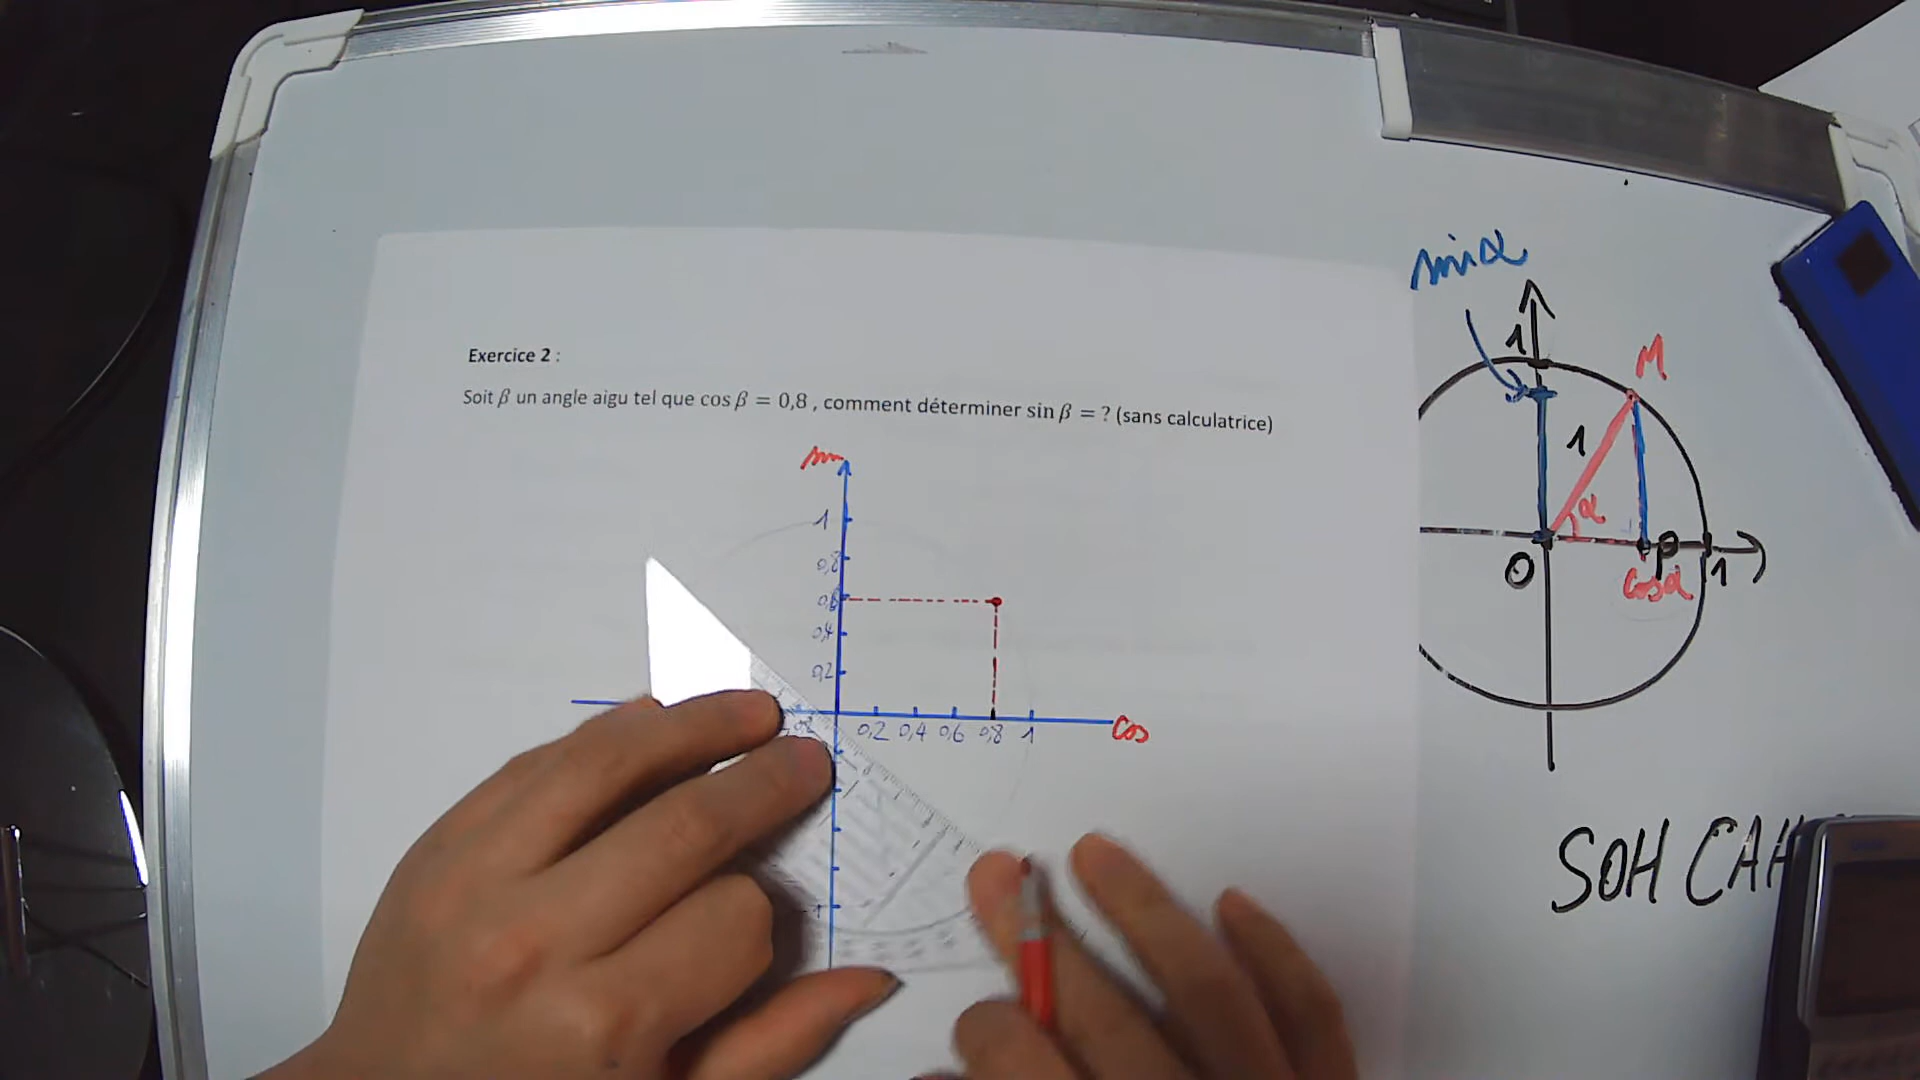 Exercice 2 :
Soit β un angle aigu tel que cos β = 0,8 , comment déterminer sin β = ? (sans calculatrice)
sin
1
0,8
0,6
0,4
0,2
0,2 0,4 0,6 0,8 1
cos
-1
sin α
1
M
1
α
O
P
1
cos α
SOH CAH